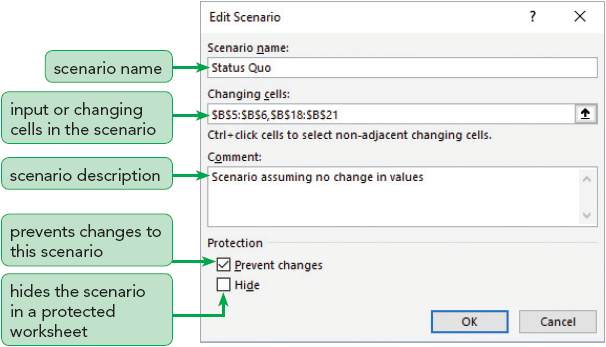 Edit Scenario
?
scenario name
Scenario name:
Status Quo
input or changing
cells in the scenario
Changing cells:
$B$5:$B$6,$B$18:$B$21
Ctrl+click cells to select non-adjacent changing cells.
scenario description
Comment:
Scenario assuming no change in values
prevents changes to
this scenario
Protection
Prevent changes
hides the scenario
in a protected
worksheet
Hide
OK
Cancel